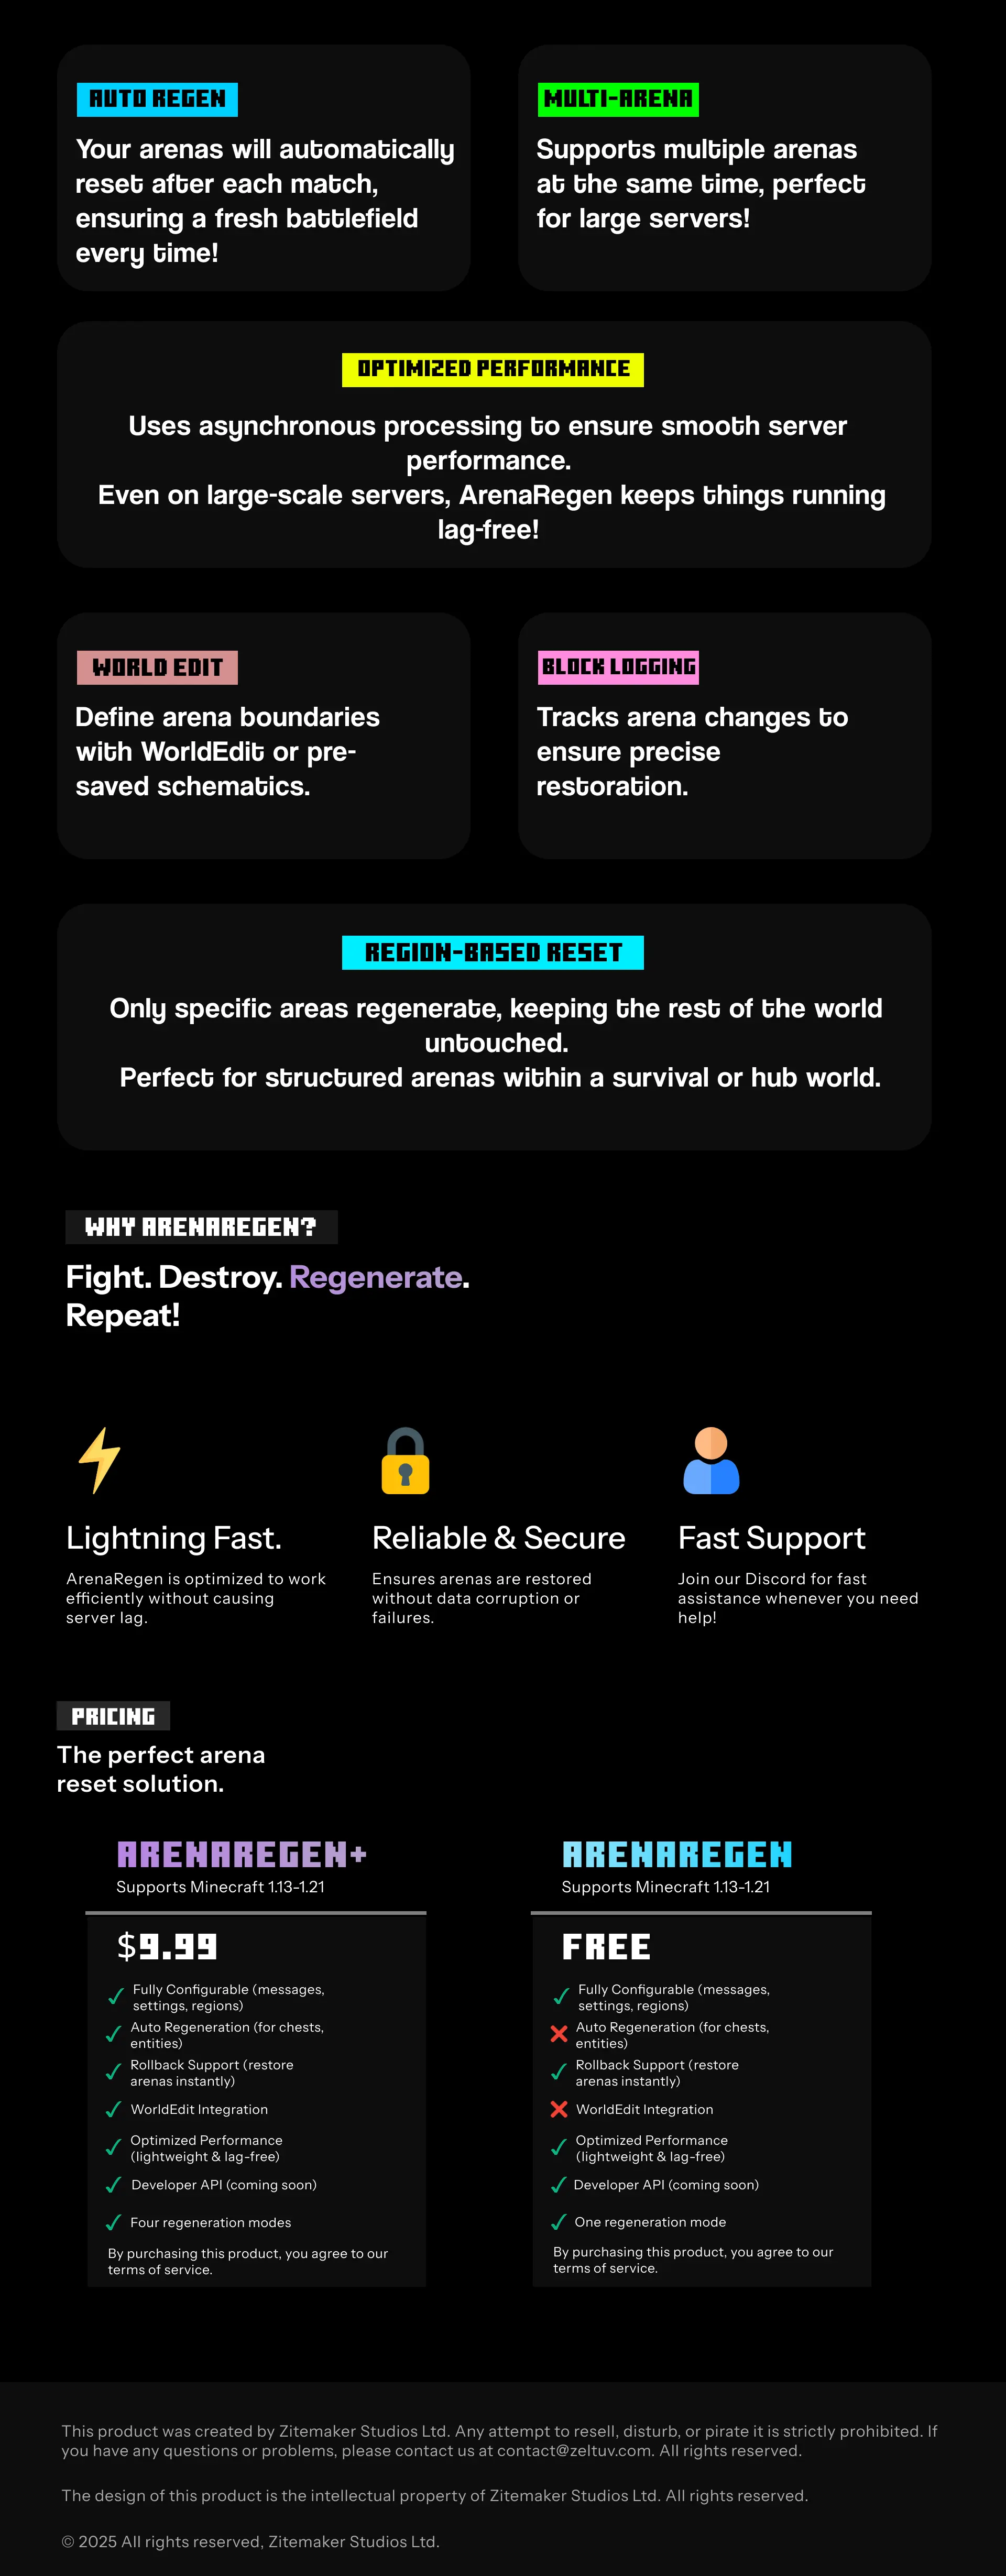 AUTO REGEN
Your arenas will automatically
reset after each match,
ensuring a fresh battlefield
every time!
MULTI-ARENA
Supports multiple arenas
at the same time, perfect
for large servers!
OPTIMIZED PERFORMANCE
Uses asynchronous processing to ensure smooth server
performance.
Even on large-scale servers, ArenaRegen keeps things running
lag-free!
WORLD EDIT
Define arena boundaries
with WorldEdit or pre-
saved schematics.
BLOCK LOGGING
Tracks arena changes to
ensure precise
restoration.
REGION-BASED RESET
Only specific areas regenerate, keeping the rest of the world
untouched.
Perfect for structured arenas within a survival or hub world.
WHY ARENAREGEN?
Fight. Destroy. Regenerate.
Repeat!
Lightning Fast.
ArenaRegen is optimized to work
efficiently without causing
server lag.
Reliable & Secure
Ensures arenas are restored
without data corruption or
failures.
Fast Support
Join our Discord for fast
assistance whenever you need
help!
PRICING
The perfect arena
reset solution.
ARENAREGEN+
Supports Minecraft 1.13-1.21
$9.99
Fully Configurable (messages,
settings, regions)
Auto Regeneration (for chests,
entities)
Rollback Support (restore
arenas instantly)
WorldEdit Integration
Optimized Performance
(lightweight & lag-free)
Developer API (coming soon)
Four regeneration modes
By purchasing this product, you agree to our
terms of service.
ARENAREGEN
Supports Minecraft 1.13-1.21
FREE
Fully Configurable (messages,
settings, regions)
Auto Regeneration (for chests,
entities)
Rollback Support (restore
arenas instantly)
WorldEdit Integration
Optimized Performance
(lightweight & lag-free)
Developer API (coming soon)
One regeneration mode
By purchasing this product, you agree to our
terms of service.
This product was created by Zitemaker Studios Ltd. Any attempt to resell, disturb, or pirate it is strictly prohibited. If
you have any questions or problems, please contact us at contact@zeltuv.com. All rights reserved.
The design of this product is the intellectual property of Zitemaker Studios Ltd. All rights reserved.
© 2025 All rights reserved, Zitemaker Studios Ltd.